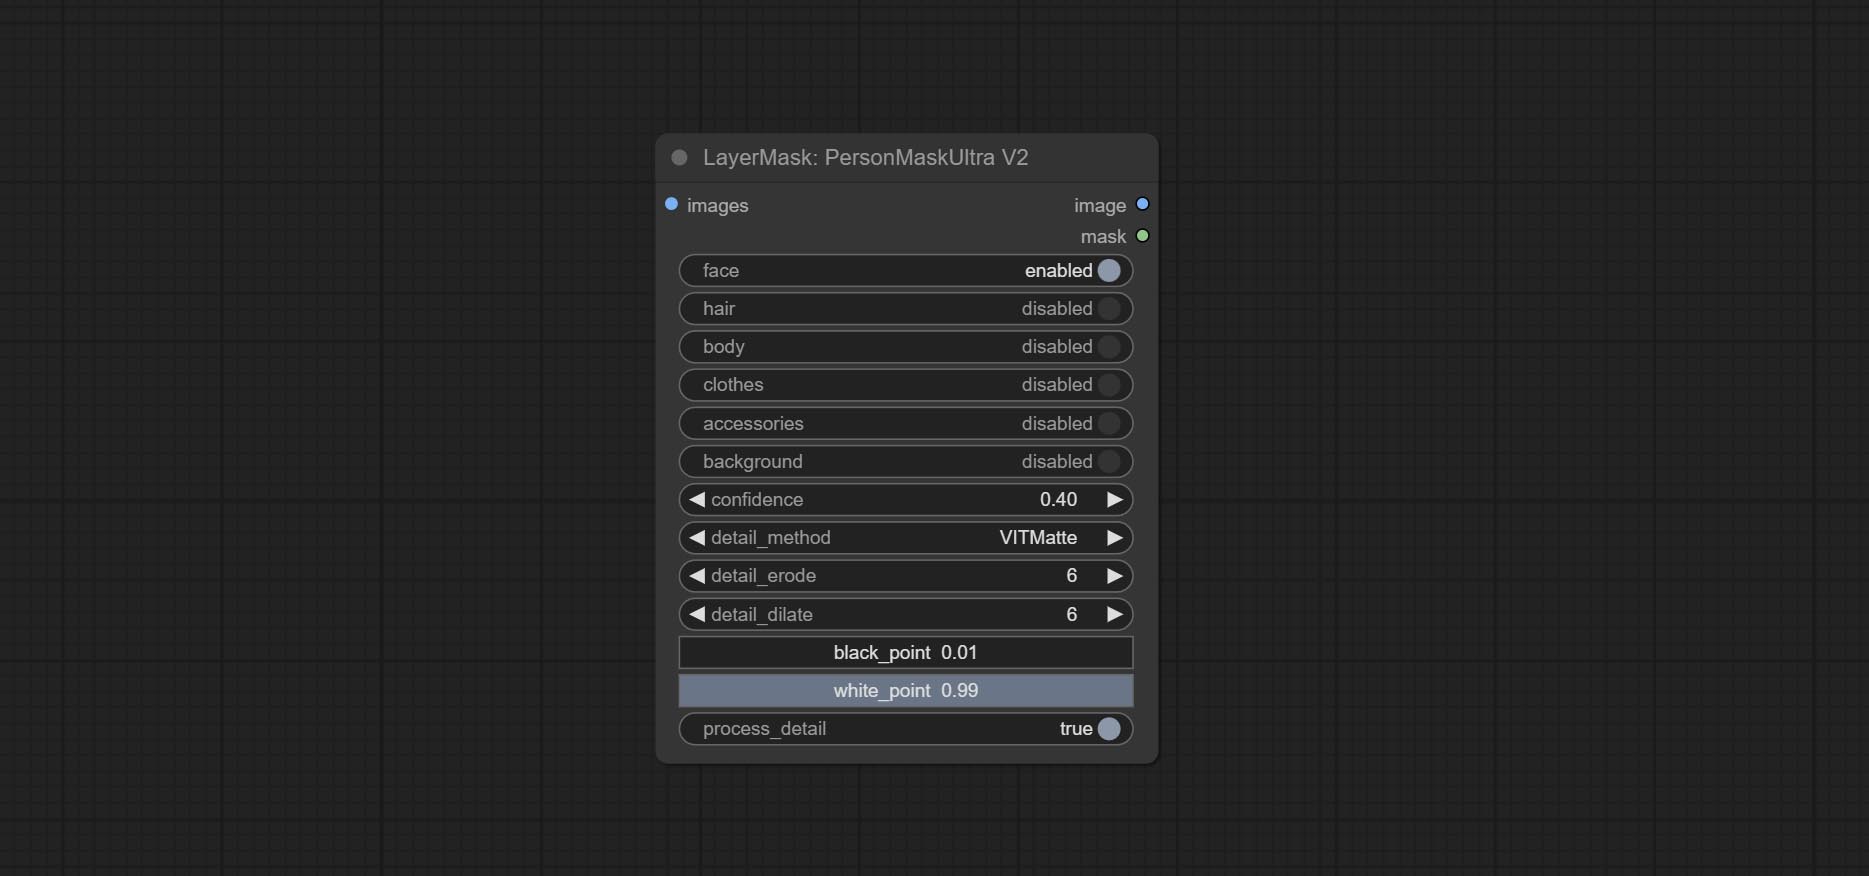 LayerMask: PersonMaskUltra V2
images image
mask
face enabled
hair disabled
body disabled
clothes disabled
accessories disabled
background disabled
confidence 0.40
detail_method VITMatte
detail_erode 6
detail_dilate 6
black_point 0.01
white_point 0.99
process_detail true